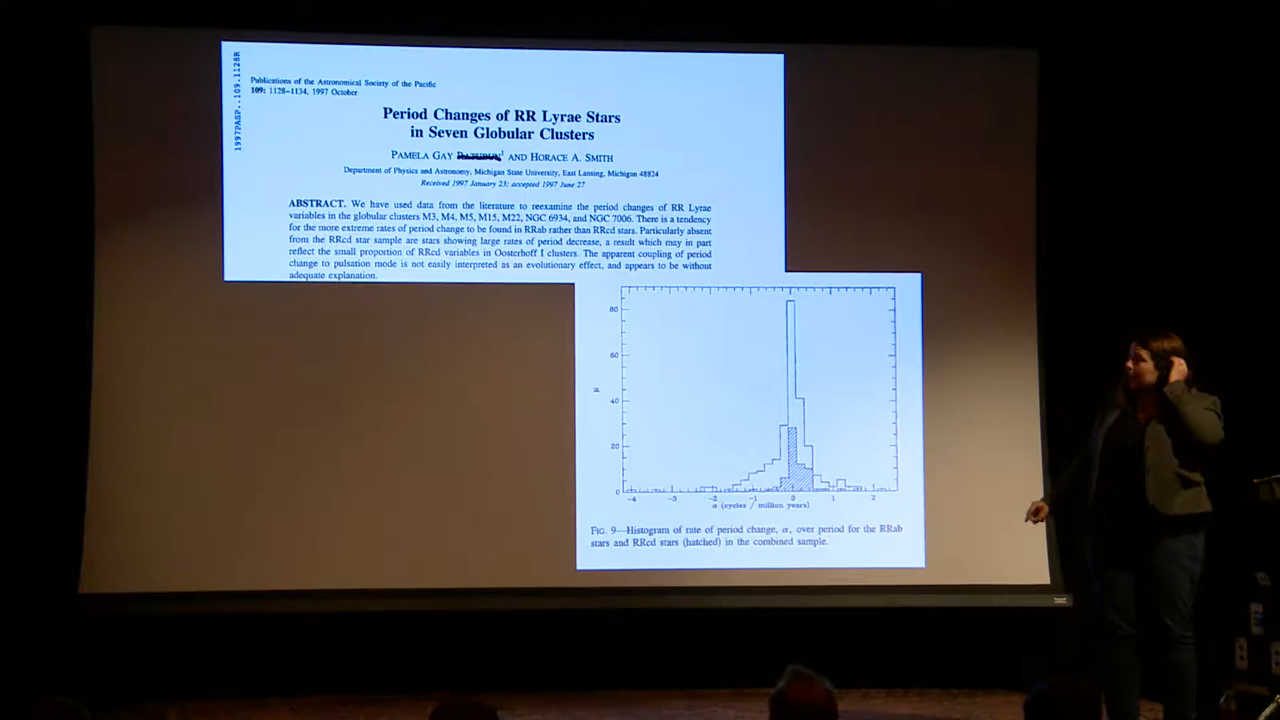 1997PASP..109.1128R
Publications of the Astronomical Society of the Pacific
109: 1128–1134, 1997 October
Period Changes of RR Lyrae Stars
in Seven Globular Clusters
PAMELA GAY 1 AND HORACE A. SMITH
Department of Physics and Astronomy, Michigan State University, East Lansing, Michigan 48824
Received 1997 January 23; accepted 1997 June 27
ABSTRACT. We have used data from the literature to reexamine the period changes of RR Lyrae
variables in the globular clusters M3, M4, M5, M15, M22, NGC 6934, and NGC 7006. There is a tendency
for the more extreme rates of period change to be found in RRab rather than RRcd stars. Particularly absent
from the RRcd star sample are stars showing large rates of period decrease, a result which may in part
reflect the small proportion of RRcd variables in Oosterhoff I clusters. The apparent coupling of period
change to pulsation mode is not easily interpreted as an evolutionary effect, and appears to be without
adequate explanation.
80
60
N
40
20
0
-4 -3 -2 -1 0 1 2
α (cycles / million years)
FIG. 9—Histogram of rate of period change, α, over period for the RRab
stars and RRcd stars (hatched) in the combined sample.